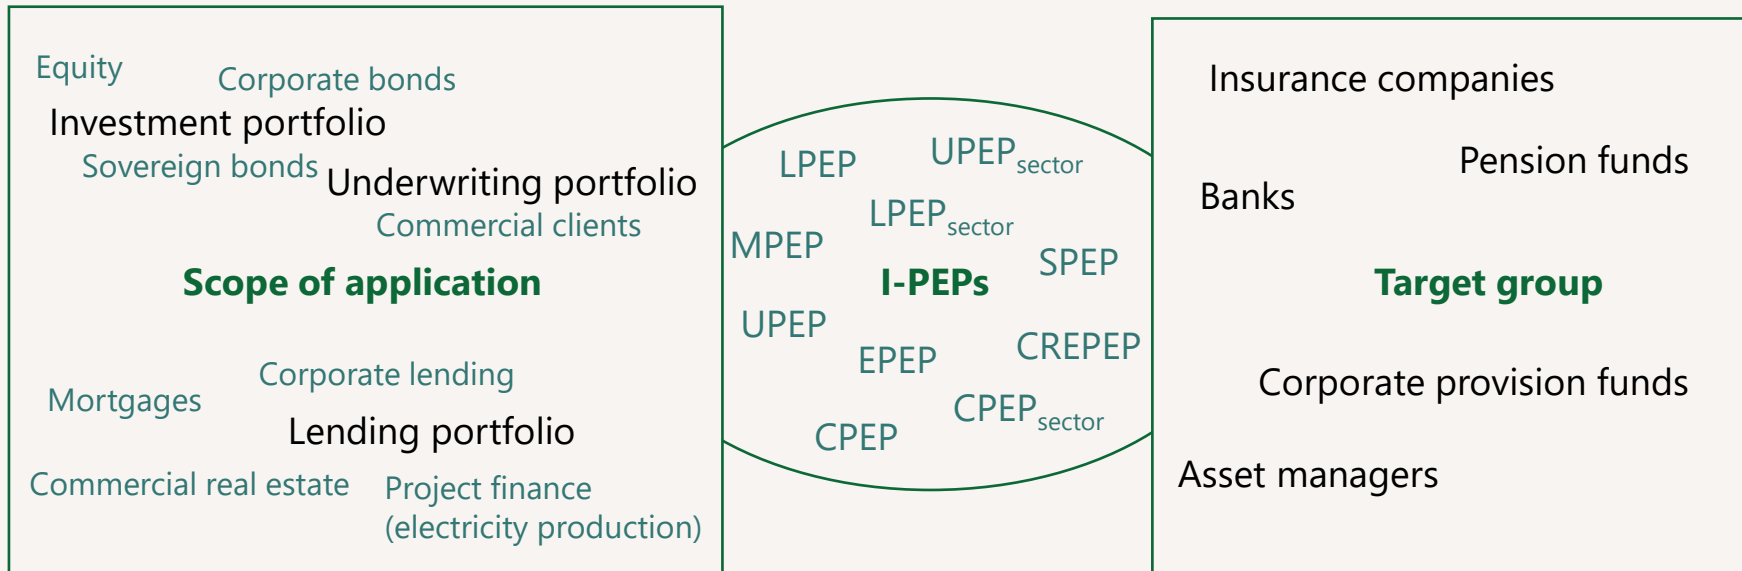 Equity
Corporate bonds
Investment portfolio
Sovereign bonds
Underwriting portfolio
Commercial clients
Scope of application
Corporate lending
Mortgages
Lending portfolio
Commercial real estate
Project finance
(electricity production)
LPEP
UPEPsector
LPEPsector
MPEP
SPEP
I-PEPs
UPEP
EPEP
CREPEP
CPEPsector
CPEP
Insurance companies
Pension funds
Banks
Target group
Corporate provision funds
Asset managers